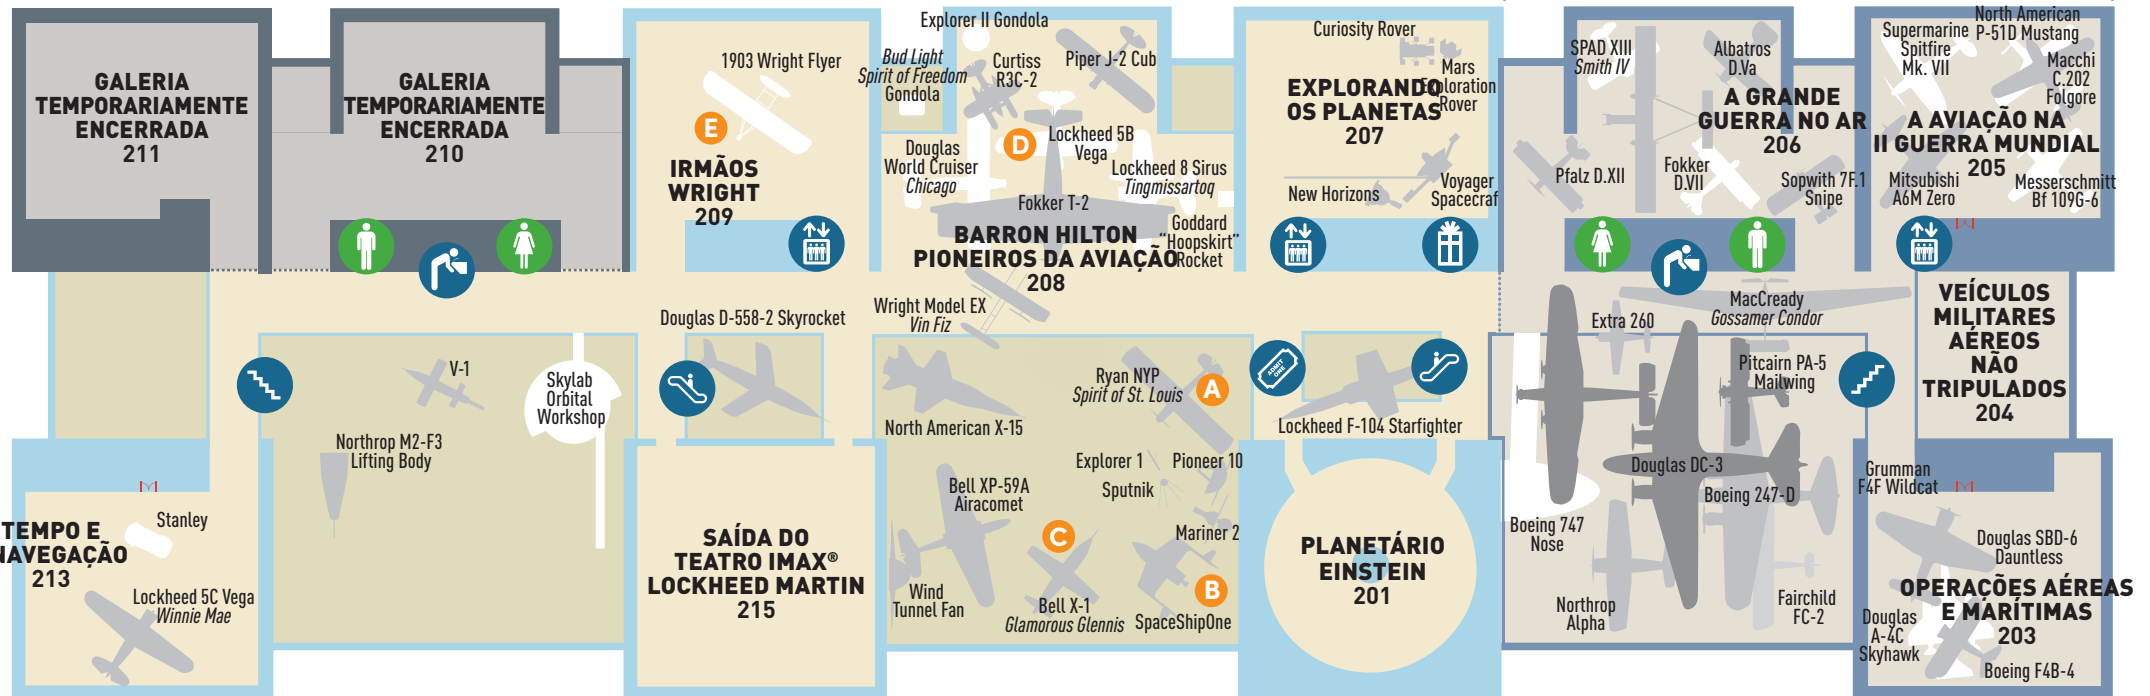 GALERIA
TEMPORARIAMENTE
ENCERRADA
211
GALERIA
TEMPORARIAMENTE
ENCERRADA
210
1903 Wright Flyer
E
IRMÃOS
WRIGHT
209
Explorer II Gondola
Bud Light
Spirit of Freedom
Gondola
Curtiss
R3C-2
Piper J-2 Cub
D
Lockheed 5B
Vega
Douglas
World Cruiser
Chicago
Lockheed 8 Sirus
Tingmissartoq
Fokker T-2
Goddard
"Hoopskirt"
Rocket
BARRON HILTON
PIONEIROS DA AVIAÇÃO
208
Wright Model EX
Vin Fiz
Curiosity Rover
Mars
Exploration
Rover
EXPLORANDO
OS PLANETAS
207
New Horizons
Voyager
Spacecraf
SPAD XIII
Smith IV
Albatros
D.Va
A GRANDE
GUERRA NO AR
206
Pfalz D.XII
Fokker
D.VII
Sopwith 7F.1
Snipe
Supermarine
Spitfire
Mk. VII
North American
P-51D Mustang
Macchi
C.202
Folgore
A AVIAÇÃO NA
II GUERRA MUNDIAL
205
Mitsubishi
A6M Zero
Messerschmitt
Bf 109G-6
Douglas D-558-2 Skyrocket
V-1
Skylab
Orbital
Workshop
Northrop M2-F3
Lifting Body
North American X-15
Ryan NYP
Spirit of St. Louis
A
ADMIT
ONE
Lockheed F-104 Starfighter
Extra 260
MacCready
Gossamer Condor
Pitcairn PA-5
Mailwing
VEÍCULOS
MILITARES
AÉREOS
NÃO
TRIPULADOS
204
Stanley
TEMPO E
NAVEGAÇÃO
213
Lockheed 5C Vega
Winnie Mae
SAÍDA DO
TEATRO IMAX®
LOCKHEED MARTIN
215
Explorer 1
Pioneer 10
Sputnik
Bell XP-59A
Airacomet
Mariner 2
C
B
Wind
Tunnel Fan
Bell X-1
Glamorous Glennis
SpaceShipOne
PLANETÁRIO
EINSTEIN
201
Douglas DC-3
Boeing 247-D
Boeing 747
Nose
Northrop
Alpha
Fairchild
FC-2
Grumman
F4F Wildcat
Douglas SBD-6
Dauntless
OPERAÇÕES AÉREAS
E MARÍTIMAS
203
Douglas
A-4C
Skyhawk
Boeing F4B-4